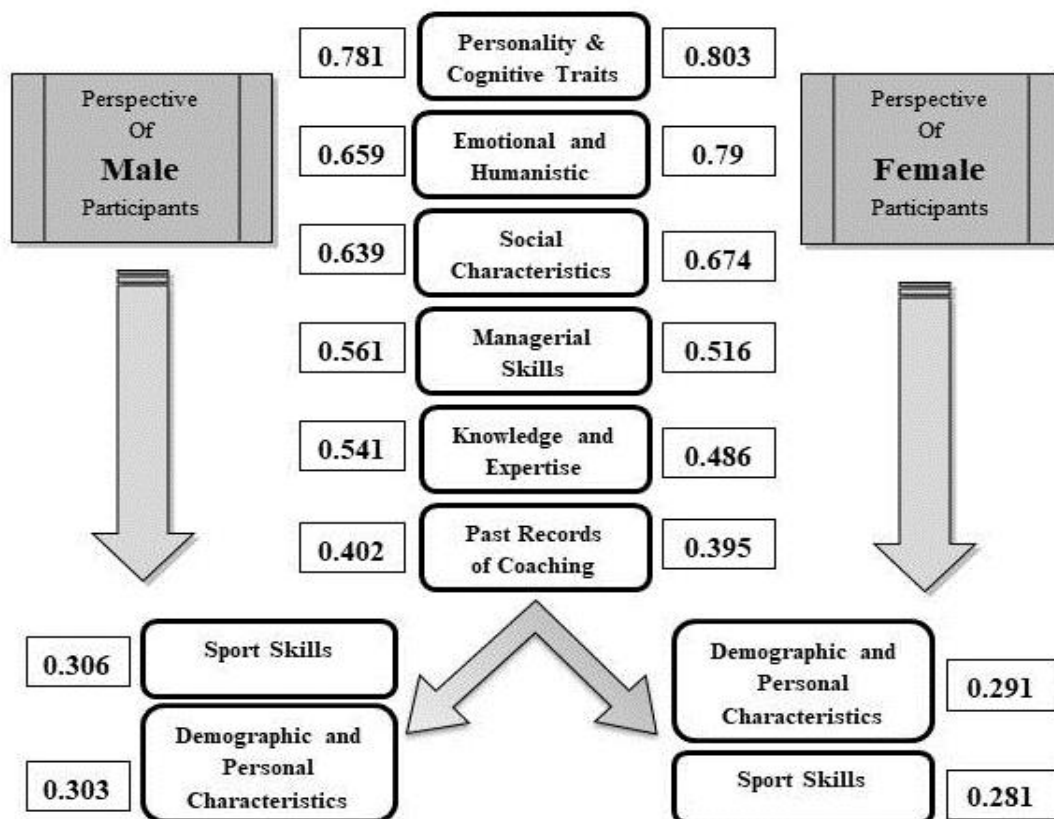 0.781
Personality &
Cognitive Traits
0.803
Perspective
Of
Male
Participants
Perspective
Of
Female
Participants
0.659
Emotional and
Humanistic
0.79
0.639
Social
Characteristics
0.674
0.561
Managerial
Skills
0.516
0.541
Knowledge and
Expertise
0.486
0.402
Past Records
of Coaching
0.395
0.306
Sport Skills
0.303
Demographic and
Personal
Characteristics
Demographic and
Personal
Characteristics
0.291
Sport Skills
0.281